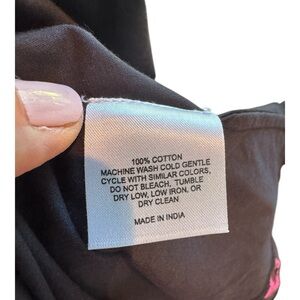 100% COTTON
MACHINE WASH COLD GENTLE
CYCLE WITH SIMILAR COLORS,
DO NOT BLEACH, TUMBLE
DRY LOW, LOW IRON, OR
DRY CLEAN
MADE IN INDIA